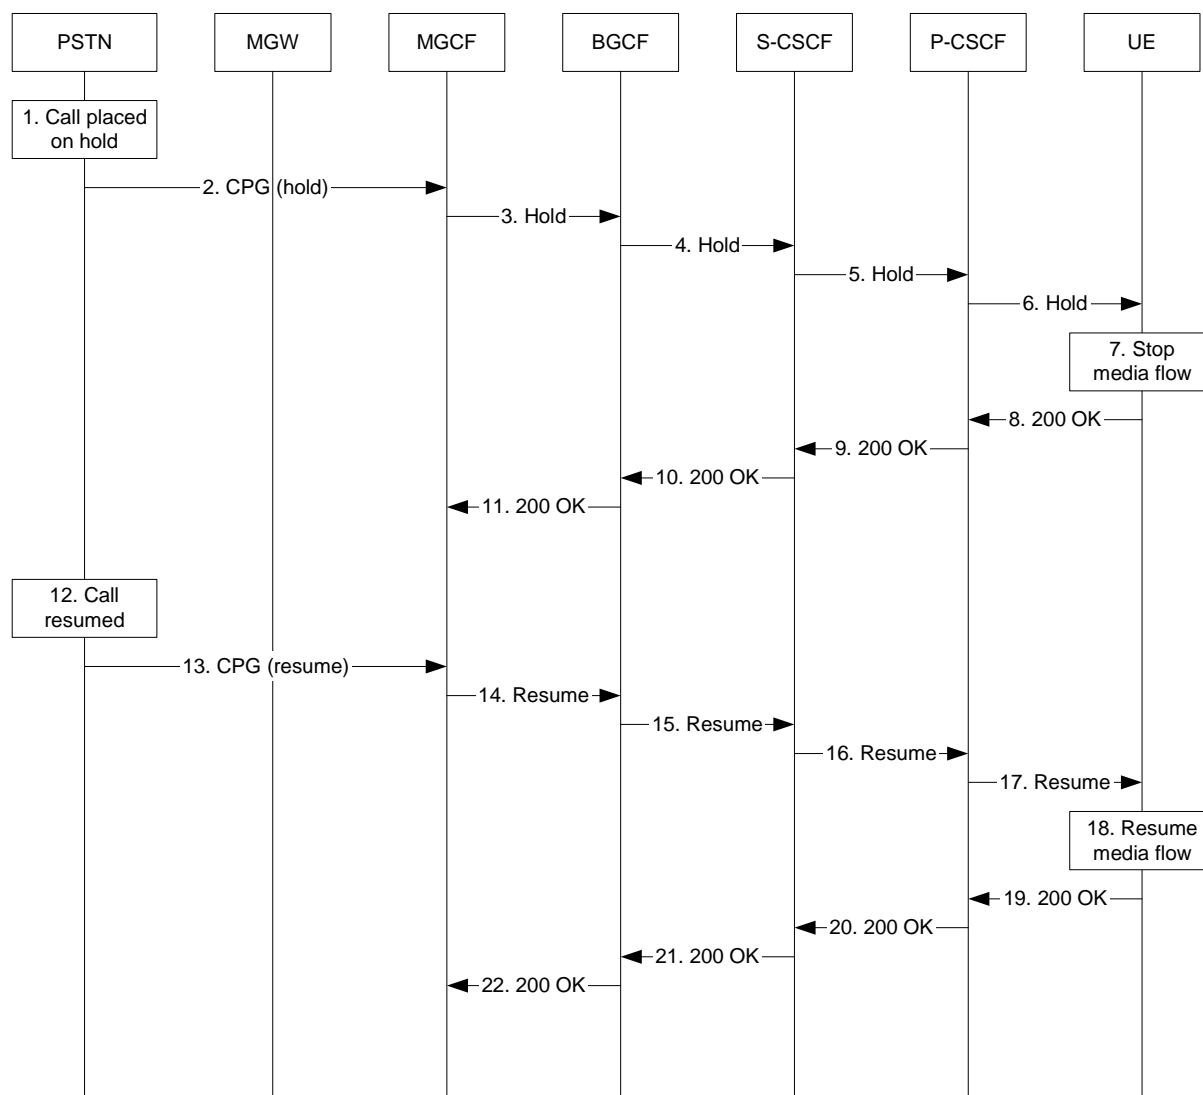 PSTN
MGW
MGCF
BGCF
S-CSCF
P-CSCF
UE
1. Call placed
on hold
2. CPG (hold)
3. Hold
4. Hold
5. Hold
6. Hold
7. Stop
media flow
8. 200 OK
9. 200 OK
10. 200 OK
11. 200 OK
12. Call
resumed
13. CPG (resume)
14. Resume
15. Resume
16. Resume
17. Resume
18. Resume
media flow
19. 200 OK
20. 200 OK
21. 200 OK
22. 200 OK